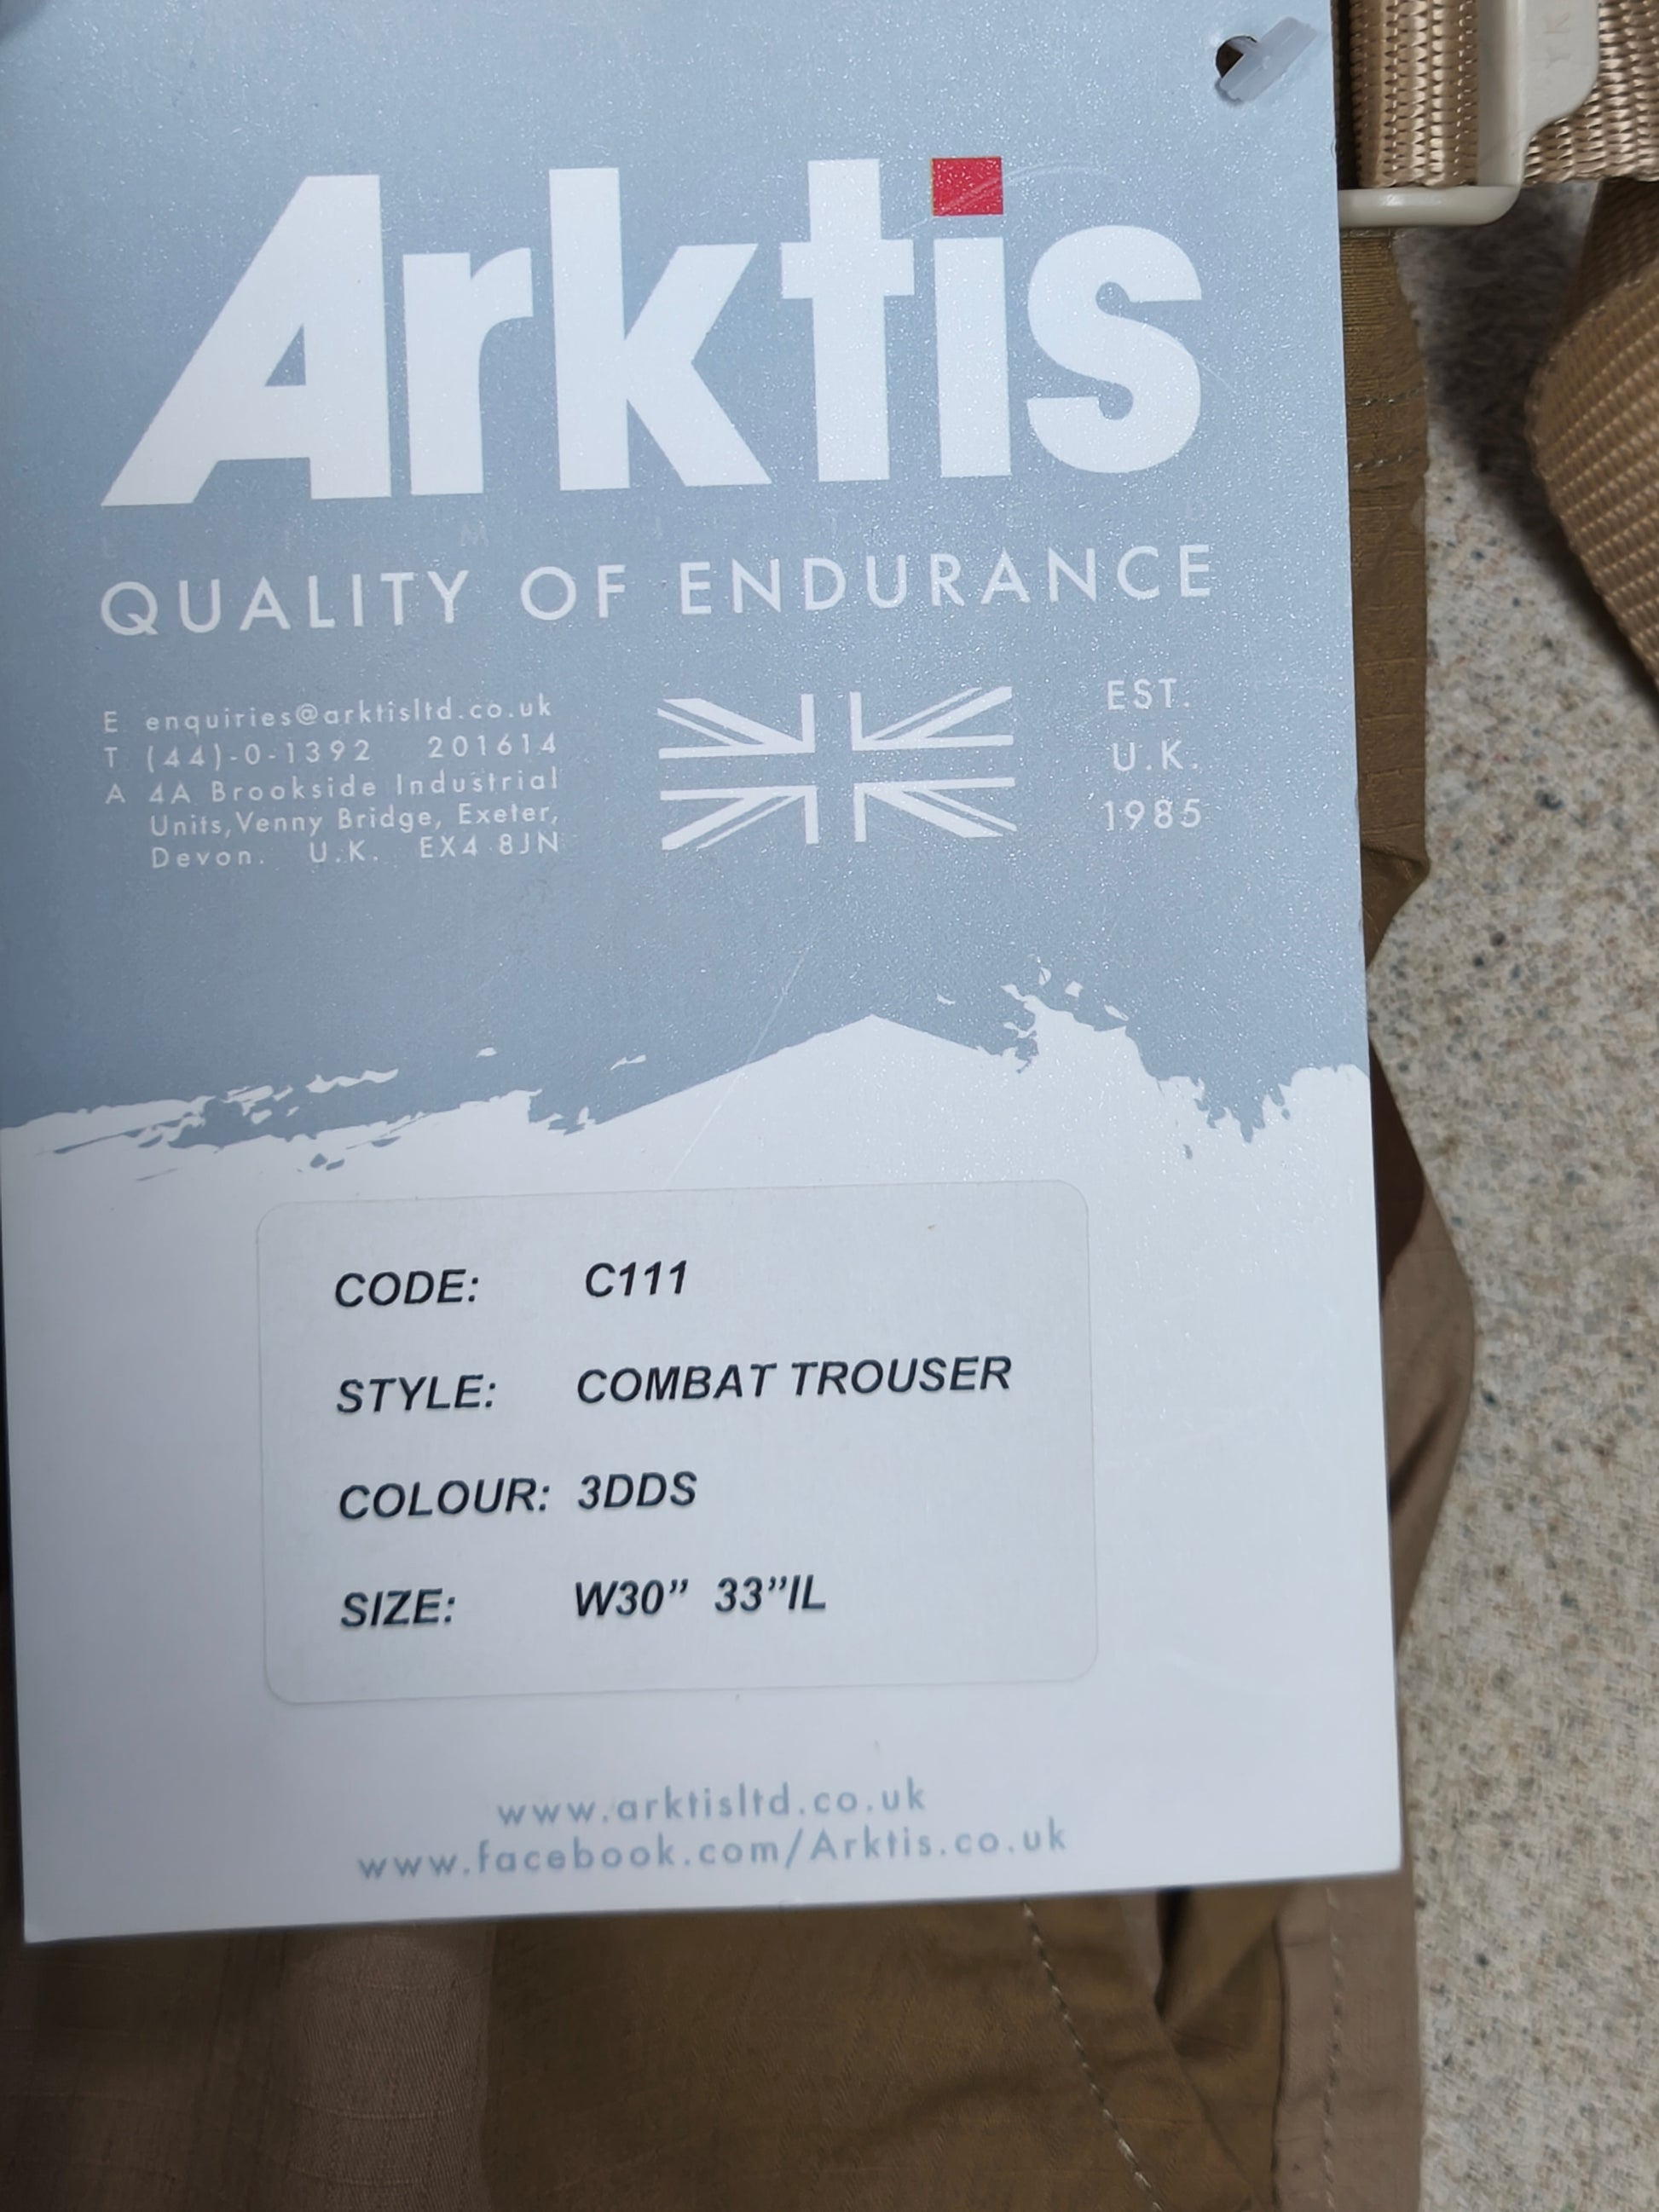 Arktis
LIMITED
QUALITY OF ENDURANCE
E enquiries@arktisltd.co.uk
T (44)-0-1392 201614
A 4A Brookside Industrial
Units,Venny Bridge, Exeter,
Devon. U.K. EX4 8JN
EST.
U.K.
1985
CODE: C111
STYLE: COMBAT TROUSER
COLOUR: 3DDS
SIZE: W30” 33”IL
www.arktisltd.co.uk
www.facebook.com/Arktis.co.uk